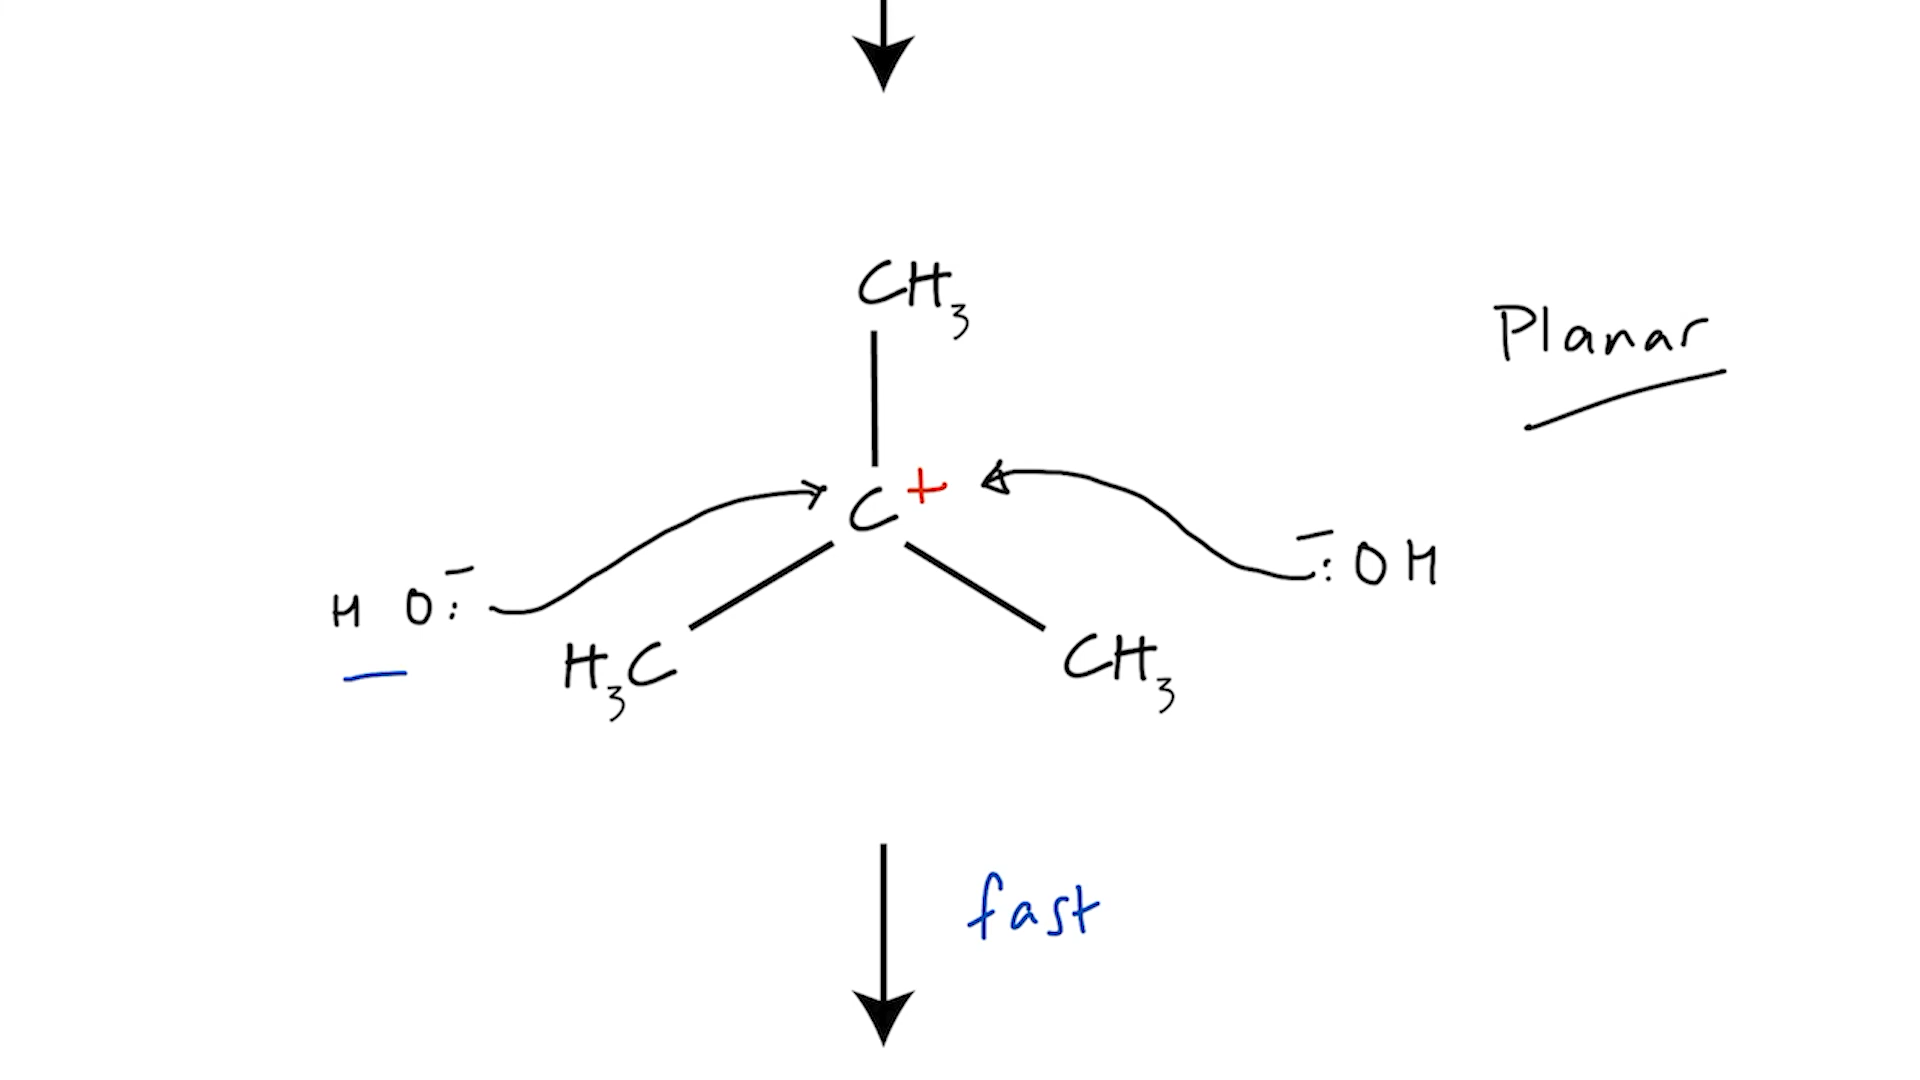 CH3
Planar
C+
HO:⁻
⁻:OH
H3C
CH3
fast